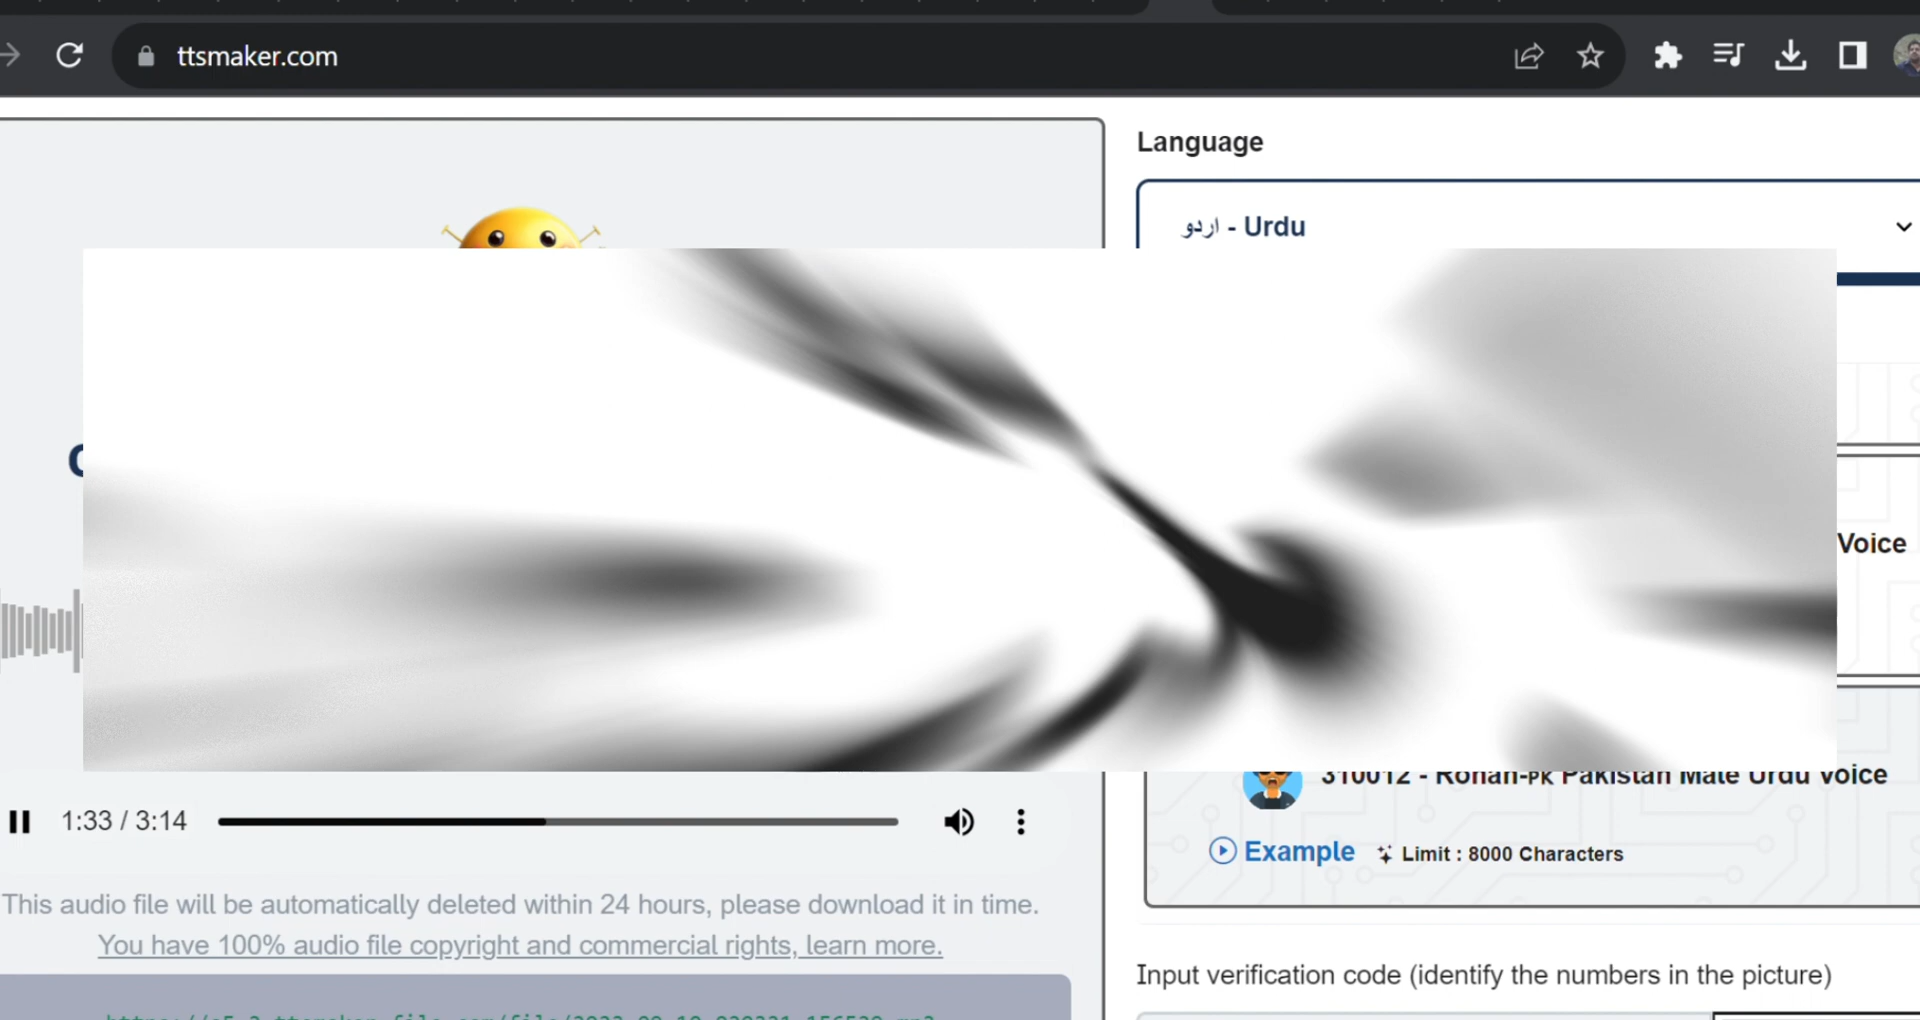 ttsmaker.com
Language
اردو - Urdu
Voice
310012 - Rohan-PK Pakistan Male Urdu Voice
1:33 / 3:14
Example
Limit : 8000 Characters
This audio file will be automatically deleted within 24 hours, please download it in time.
You have 100% audio file copyright and commercial rights, learn more.
Input verification code (identify the numbers in the picture)